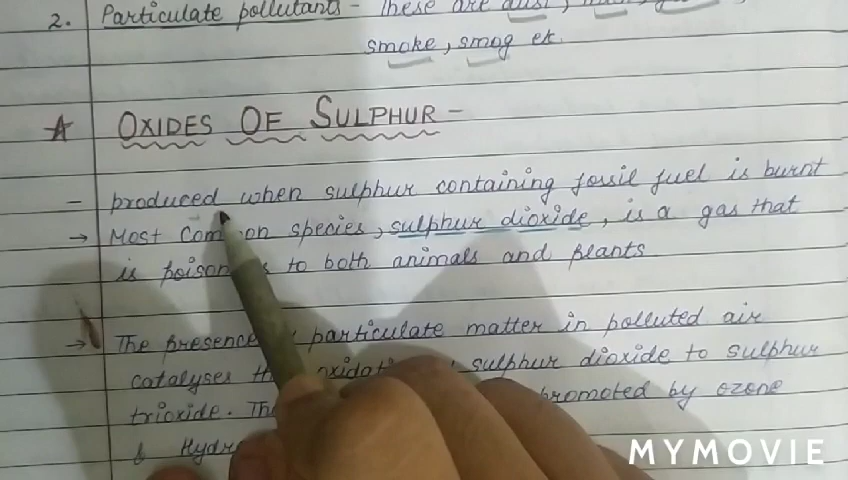 2. Particulate pollutants - These are dust,
smoke, smog etc.
OXIDES OF SULPHUR -
- produced when sulphur containing fossil fuel is burnt
→ Most common species, sulphur dioxide, is a gas that
is to both animals and plants
→ The presence particulate matter in polluted air
catalyses sulphur dioxide to sulphur
trioxide. promoted by ozone
&
MYMOVIE